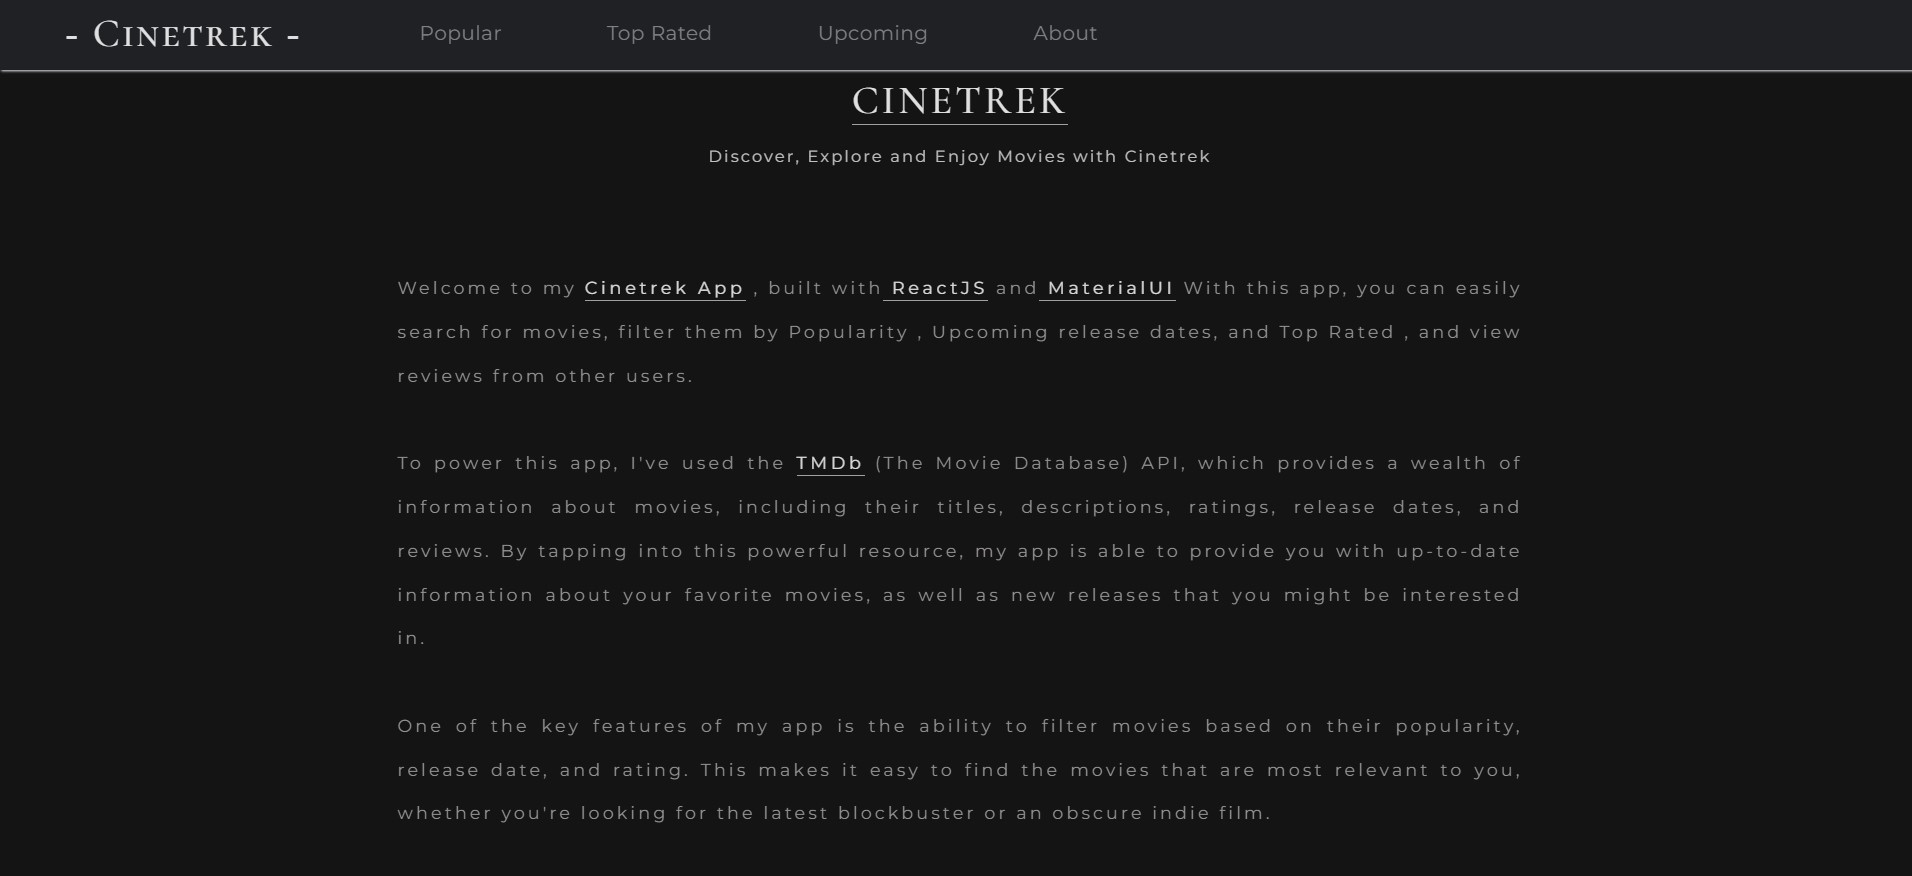 - Cinetrek - Popular Top Rated Upcoming About
CINETREK
Discover, Explore and Enjoy Movies with Cinetrek
Welcome to my Cinetrek App , built with ReactJS and MaterialUI With this app, you can easily
search for movies, filter them by Popularity , Upcoming release dates, and Top Rated , and view
reviews from other users.
To power this app, I've used the TMDb (The Movie Database) API, which provides a wealth of
information about movies, including their titles, descriptions, ratings, release dates, and
reviews. By tapping into this powerful resource, my app is able to provide you with up-to-date
information about your favorite movies, as well as new releases that you might be interested
in.
One of the key features of my app is the ability to filter movies based on their popularity,
release date, and rating. This makes it easy to find the movies that are most relevant to you,
whether you're looking for the latest blockbuster or an obscure indie film.